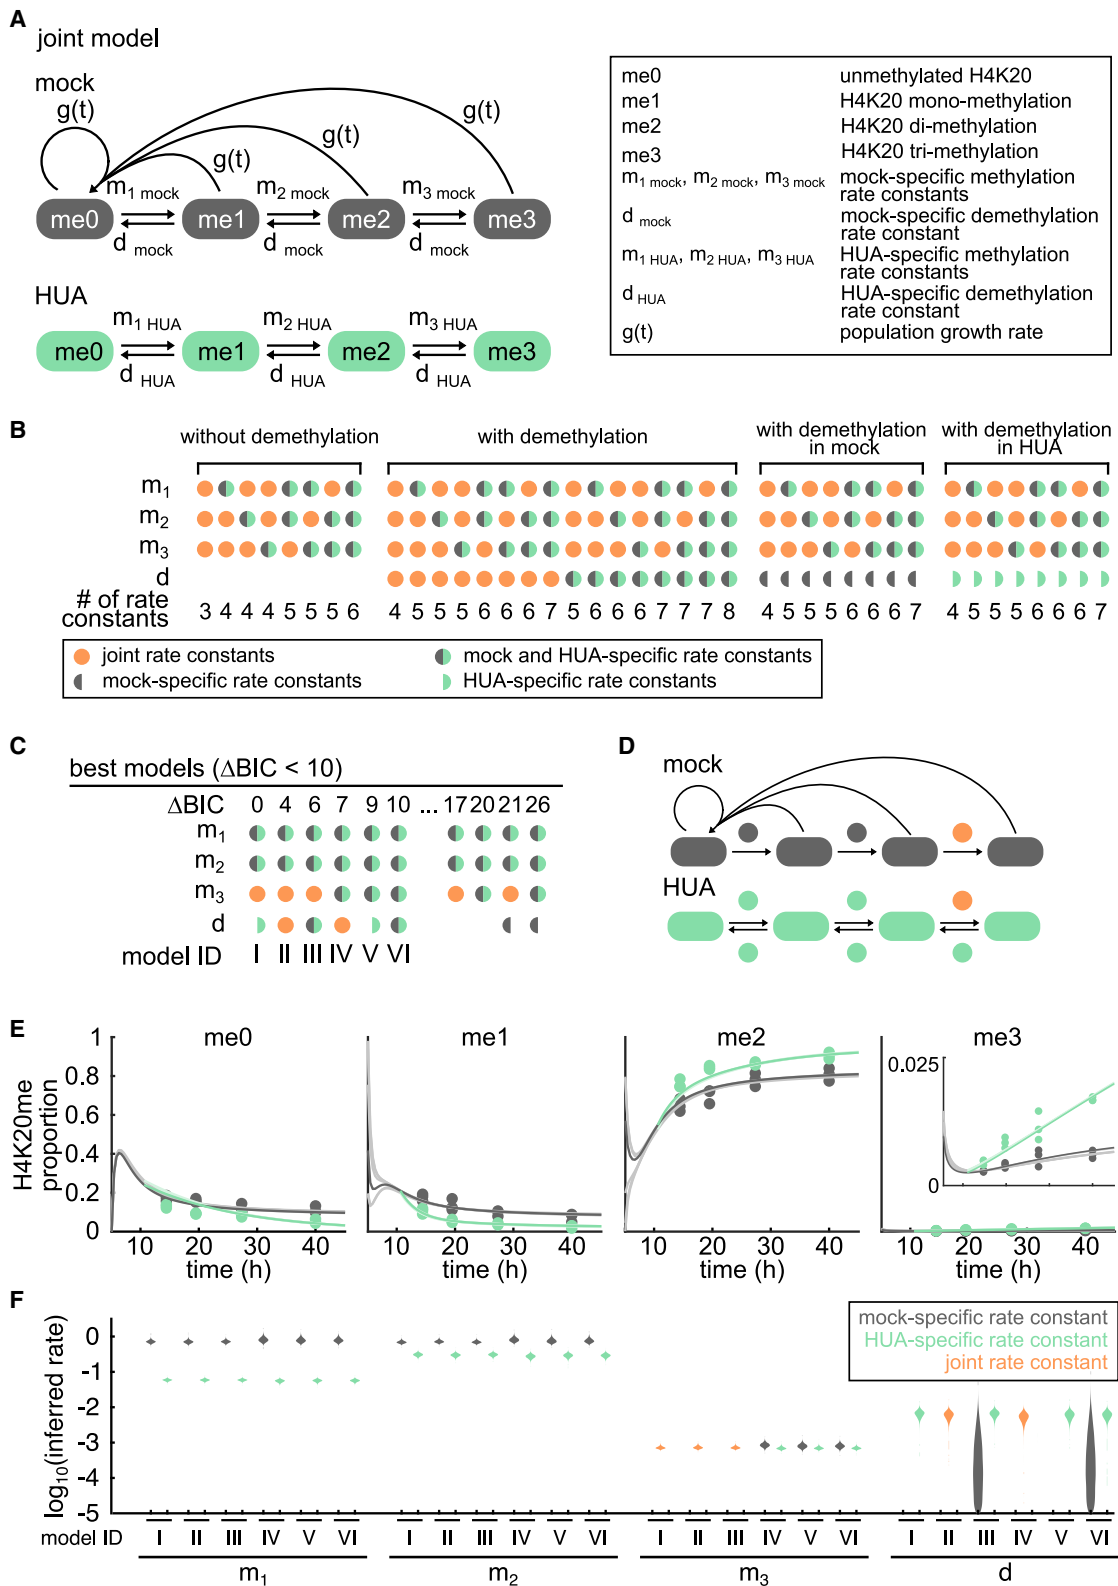 A
joint model
mock
g(t)
g(t)
g(t)
g(t)
m1 mock
m2 mock
m3 mock
me0
me1
me2
me3
d mock
d mock
d mock
HUA
m1 HUA
m2 HUA
m3 HUA
me0
me1
me2
me3
d HUA
d HUA
d HUA
me0 unmethylated H4K20
me1 H4K20 mono-methylation
me2 H4K20 di-methylation
me3 H4K20 tri-methylation
m1 mock, m2 mock, m3 mock mock-specific methylation
rate constants
d mock mock-specific demethylation
rate constant
m1 HUA, m2 HUA, m3 HUA HUA-specific methylation
rate constants
d HUA HUA-specific demethylation
rate constant
g(t) population growth rate
B
without demethylation
with demethylation
with demethylation
in mock
with demethylation
in HUA
m1
m2
m3
d
# of rate
constants
3 4 4 4 5 5 5 6
4 5 5 5 6 6 6 7 5 6 6 6 7 7 7 8
4 5 5 5 6 6 6 7
4 5 5 5 6 6 6 7
joint rate constants
mock and HUA-specific rate constants
mock-specific rate constants
HUA-specific rate constants
C
best models (ΔBIC < 10)
ΔBIC 0 4 6 7 9 10 ... 17 20 21 26
m1
m2
m3
d
model ID I II III IV V VI
D
mock
HUA
E
me0
me1
me2
me3
H4K20me
proportion
1
0.8
0.6
0.4
0.2
0
0.025
0
10 20 30 40
10 20 30 40
10 20 30 40
10 20 30 40
time (h)
time (h)
time (h)
time (h)
F
mock-specific rate constant
HUA-specific rate constant
joint rate constant
log10(inferred rate)
0
-1
-2
-3
-4
-5
model ID
I II III IV V VI
I II III IV V VI
I II III IV V VI
I II III IV V VI
m1
m2
m3
d